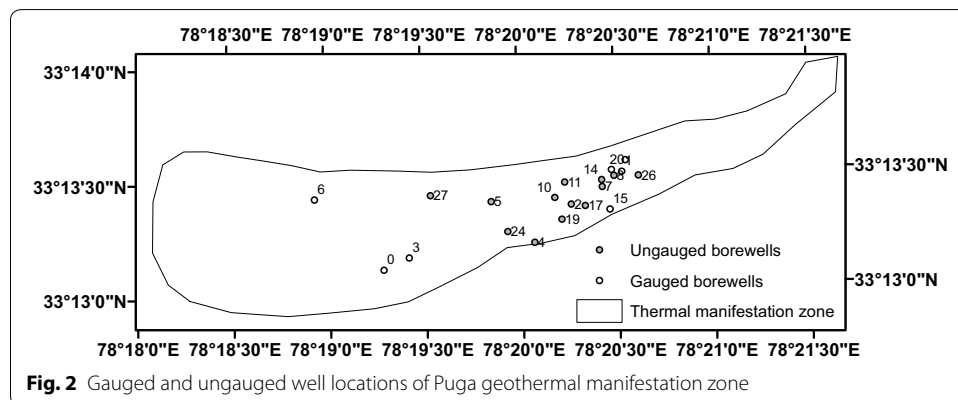 78°18'30"E 78°19'0"E 78°19'30"E 78°20'0"E 78°20'30"E 78°21'0"E 78°21'30"E
33°14'0"N
20 1
14 8 26
33°13'30"N
6 27 5 10 11 7
33°13'30"N
2 17 15
19
24 4
3
0
Ungauged borewells
Gauged borewells
33°13'0"N
33°13'0"N
Thermal manifestation zone
78°18'0"E 78°18'30"E 78°19'0"E 78°19'30"E 78°20'0"E 78°20'30"E 78°21'0"E 78°21'30"E
Fig. 2 Gauged and ungauged well locations of Puga geothermal manifestation zone